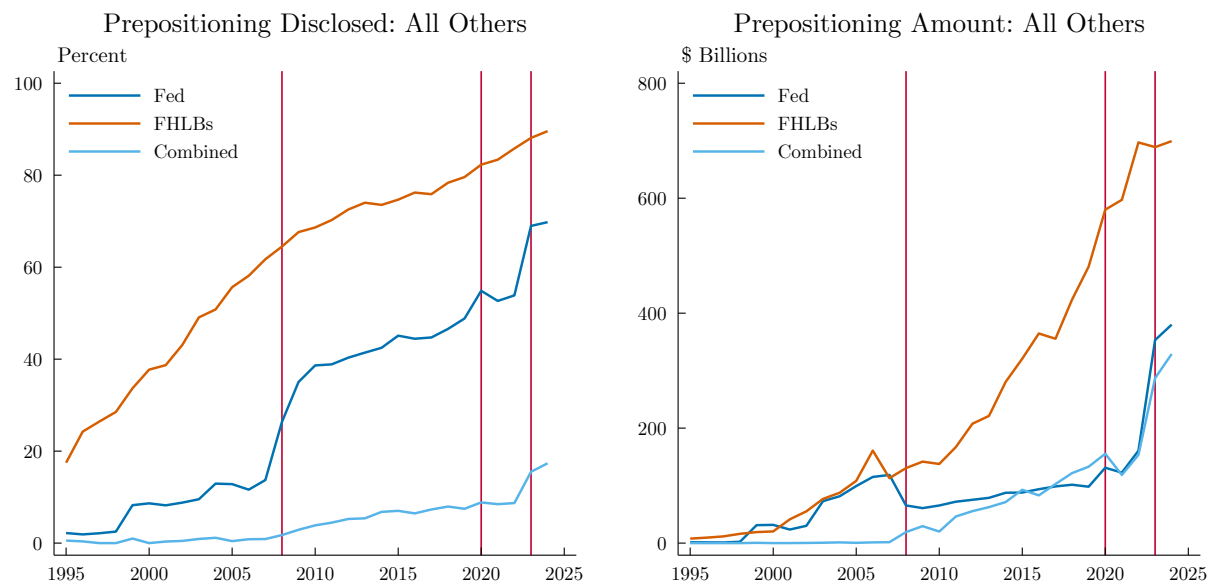 Prepositioning Disclosed: All Others
Percent
100
80
60
40
20
0
Fed
FHLBs
Combined
1995 2000 2005 2010 2015 2020 2025
Prepositioning Amount: All Others
$ Billions
800
600
400
200
0
Fed
FHLBs
Combined
1995 2000 2005 2010 2015 2020 2025